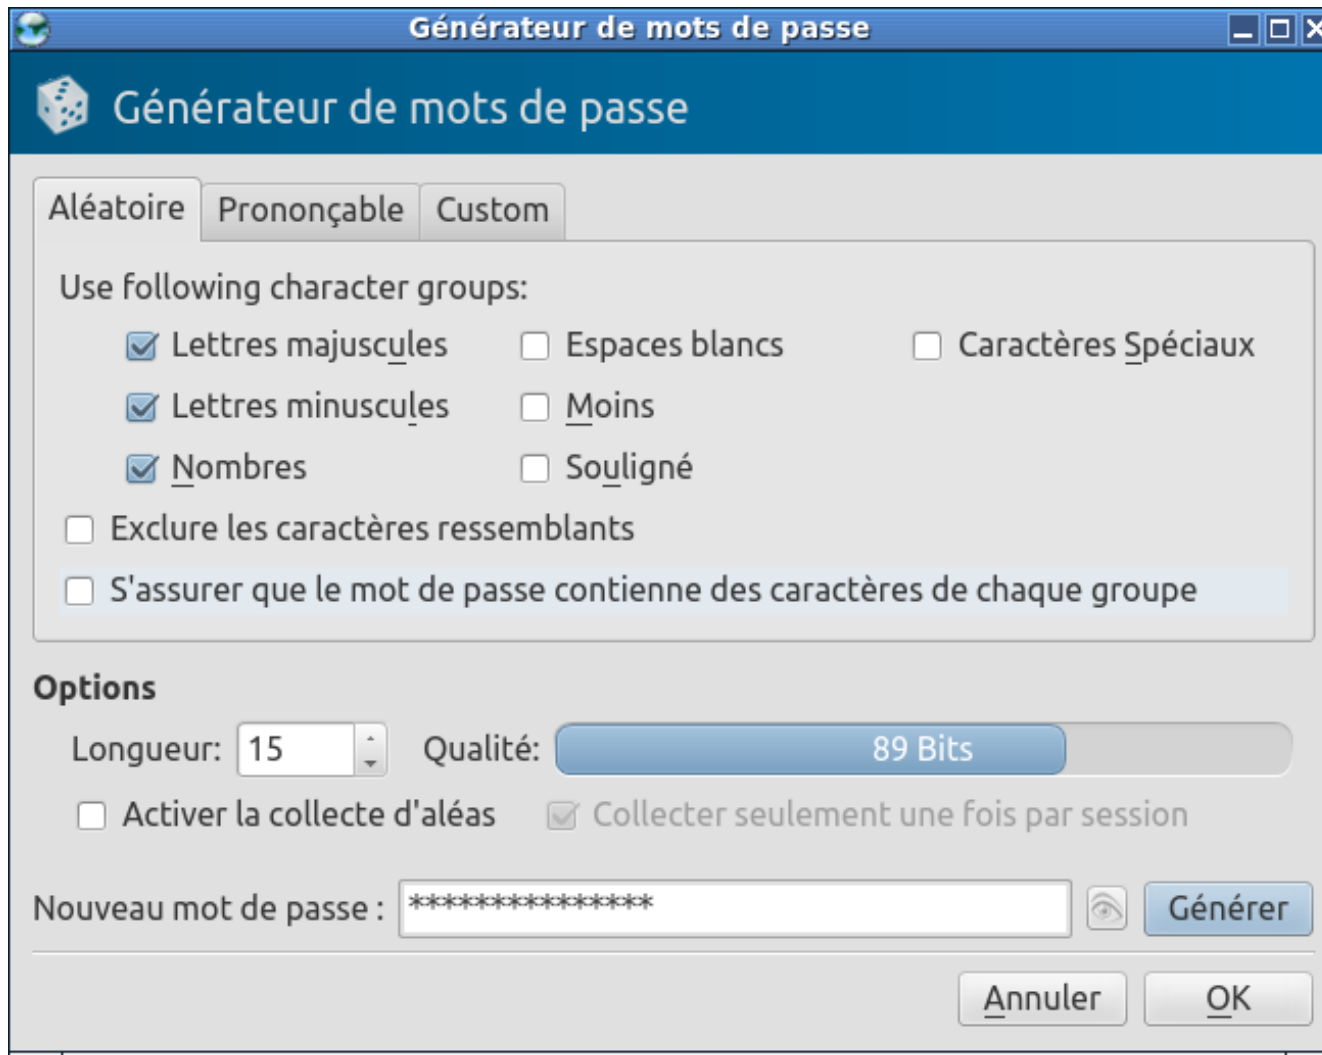 Générateur de mots de passe
Générateur de mots de passe
Aléatoire Prononçable Custom
Use following character groups:
Lettres majuscules Espaces blancs Caractères Spéciaux
Lettres minuscules Moins
Nombres Souligné
Exclure les caractères ressemblants
S'assurer que le mot de passe contienne des caractères de chaque groupe
Options
Longueur: 15 Qualité: 89 Bits
Activer la collecte d'aléas Collecter seulement une fois par session
Nouveau mot de passe : *************** Générer
Annuler OK